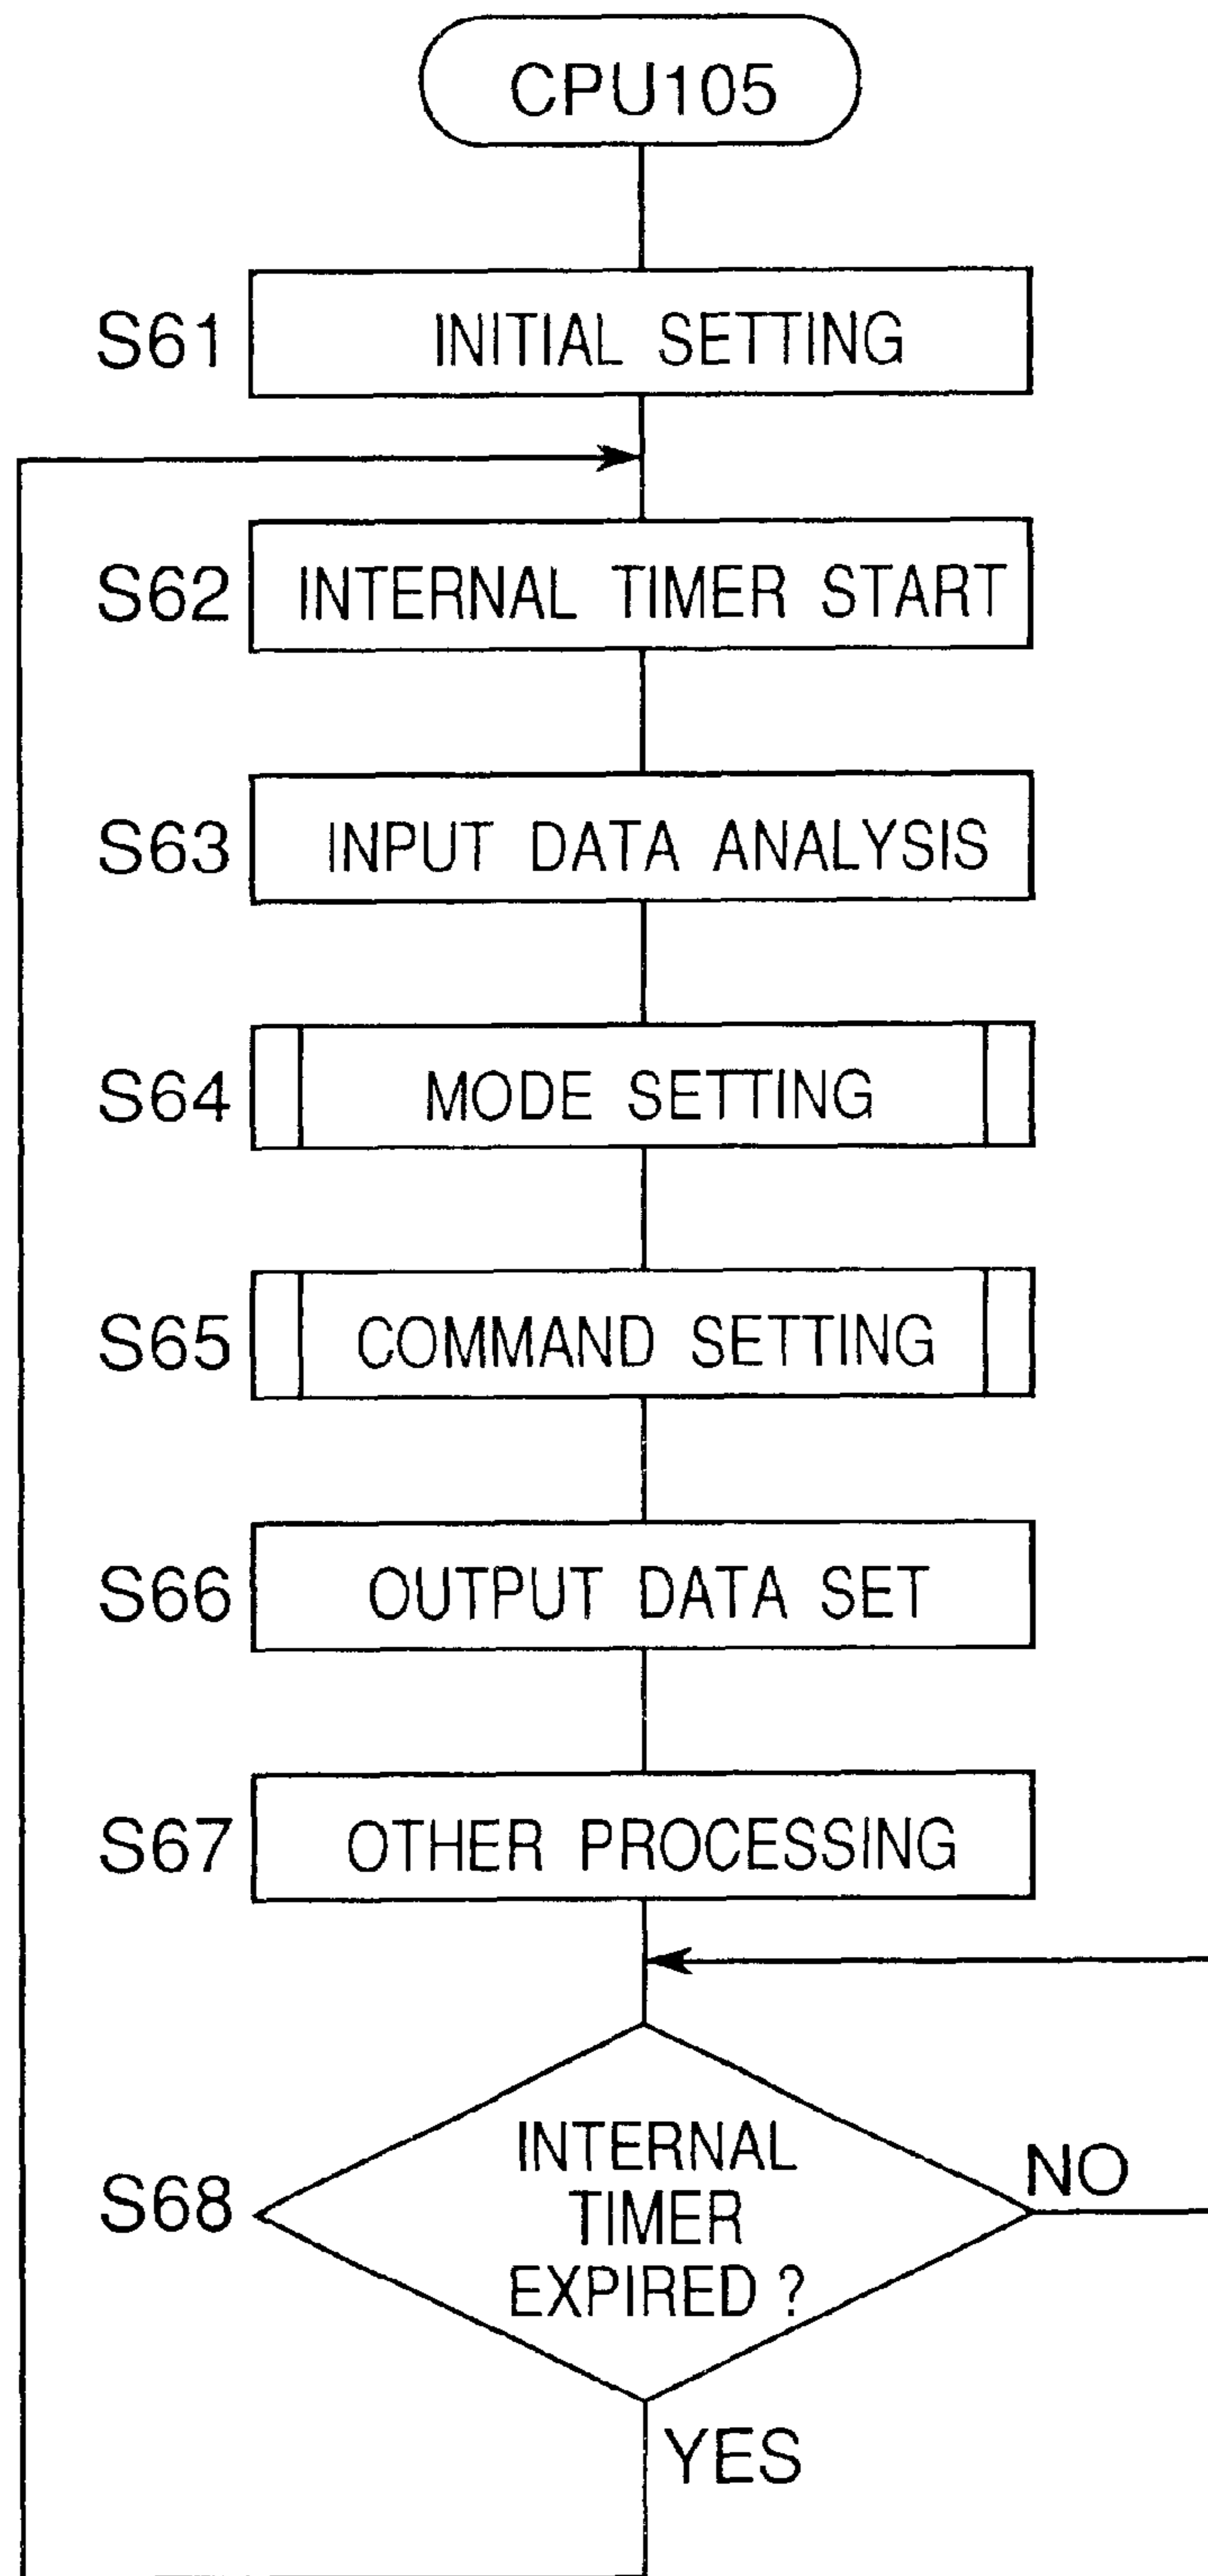 CPU105
S61 INITIAL SETTING
S62 INTERNAL TIMER START
S63 INPUT DATA ANALYSIS
S64 MODE SETTING
S65 COMMAND SETTING
S66 OUTPUT DATA SET
S67 OTHER PROCESSING
S68
INTERNAL
TIMER
EXPIRED ?
NO
YES